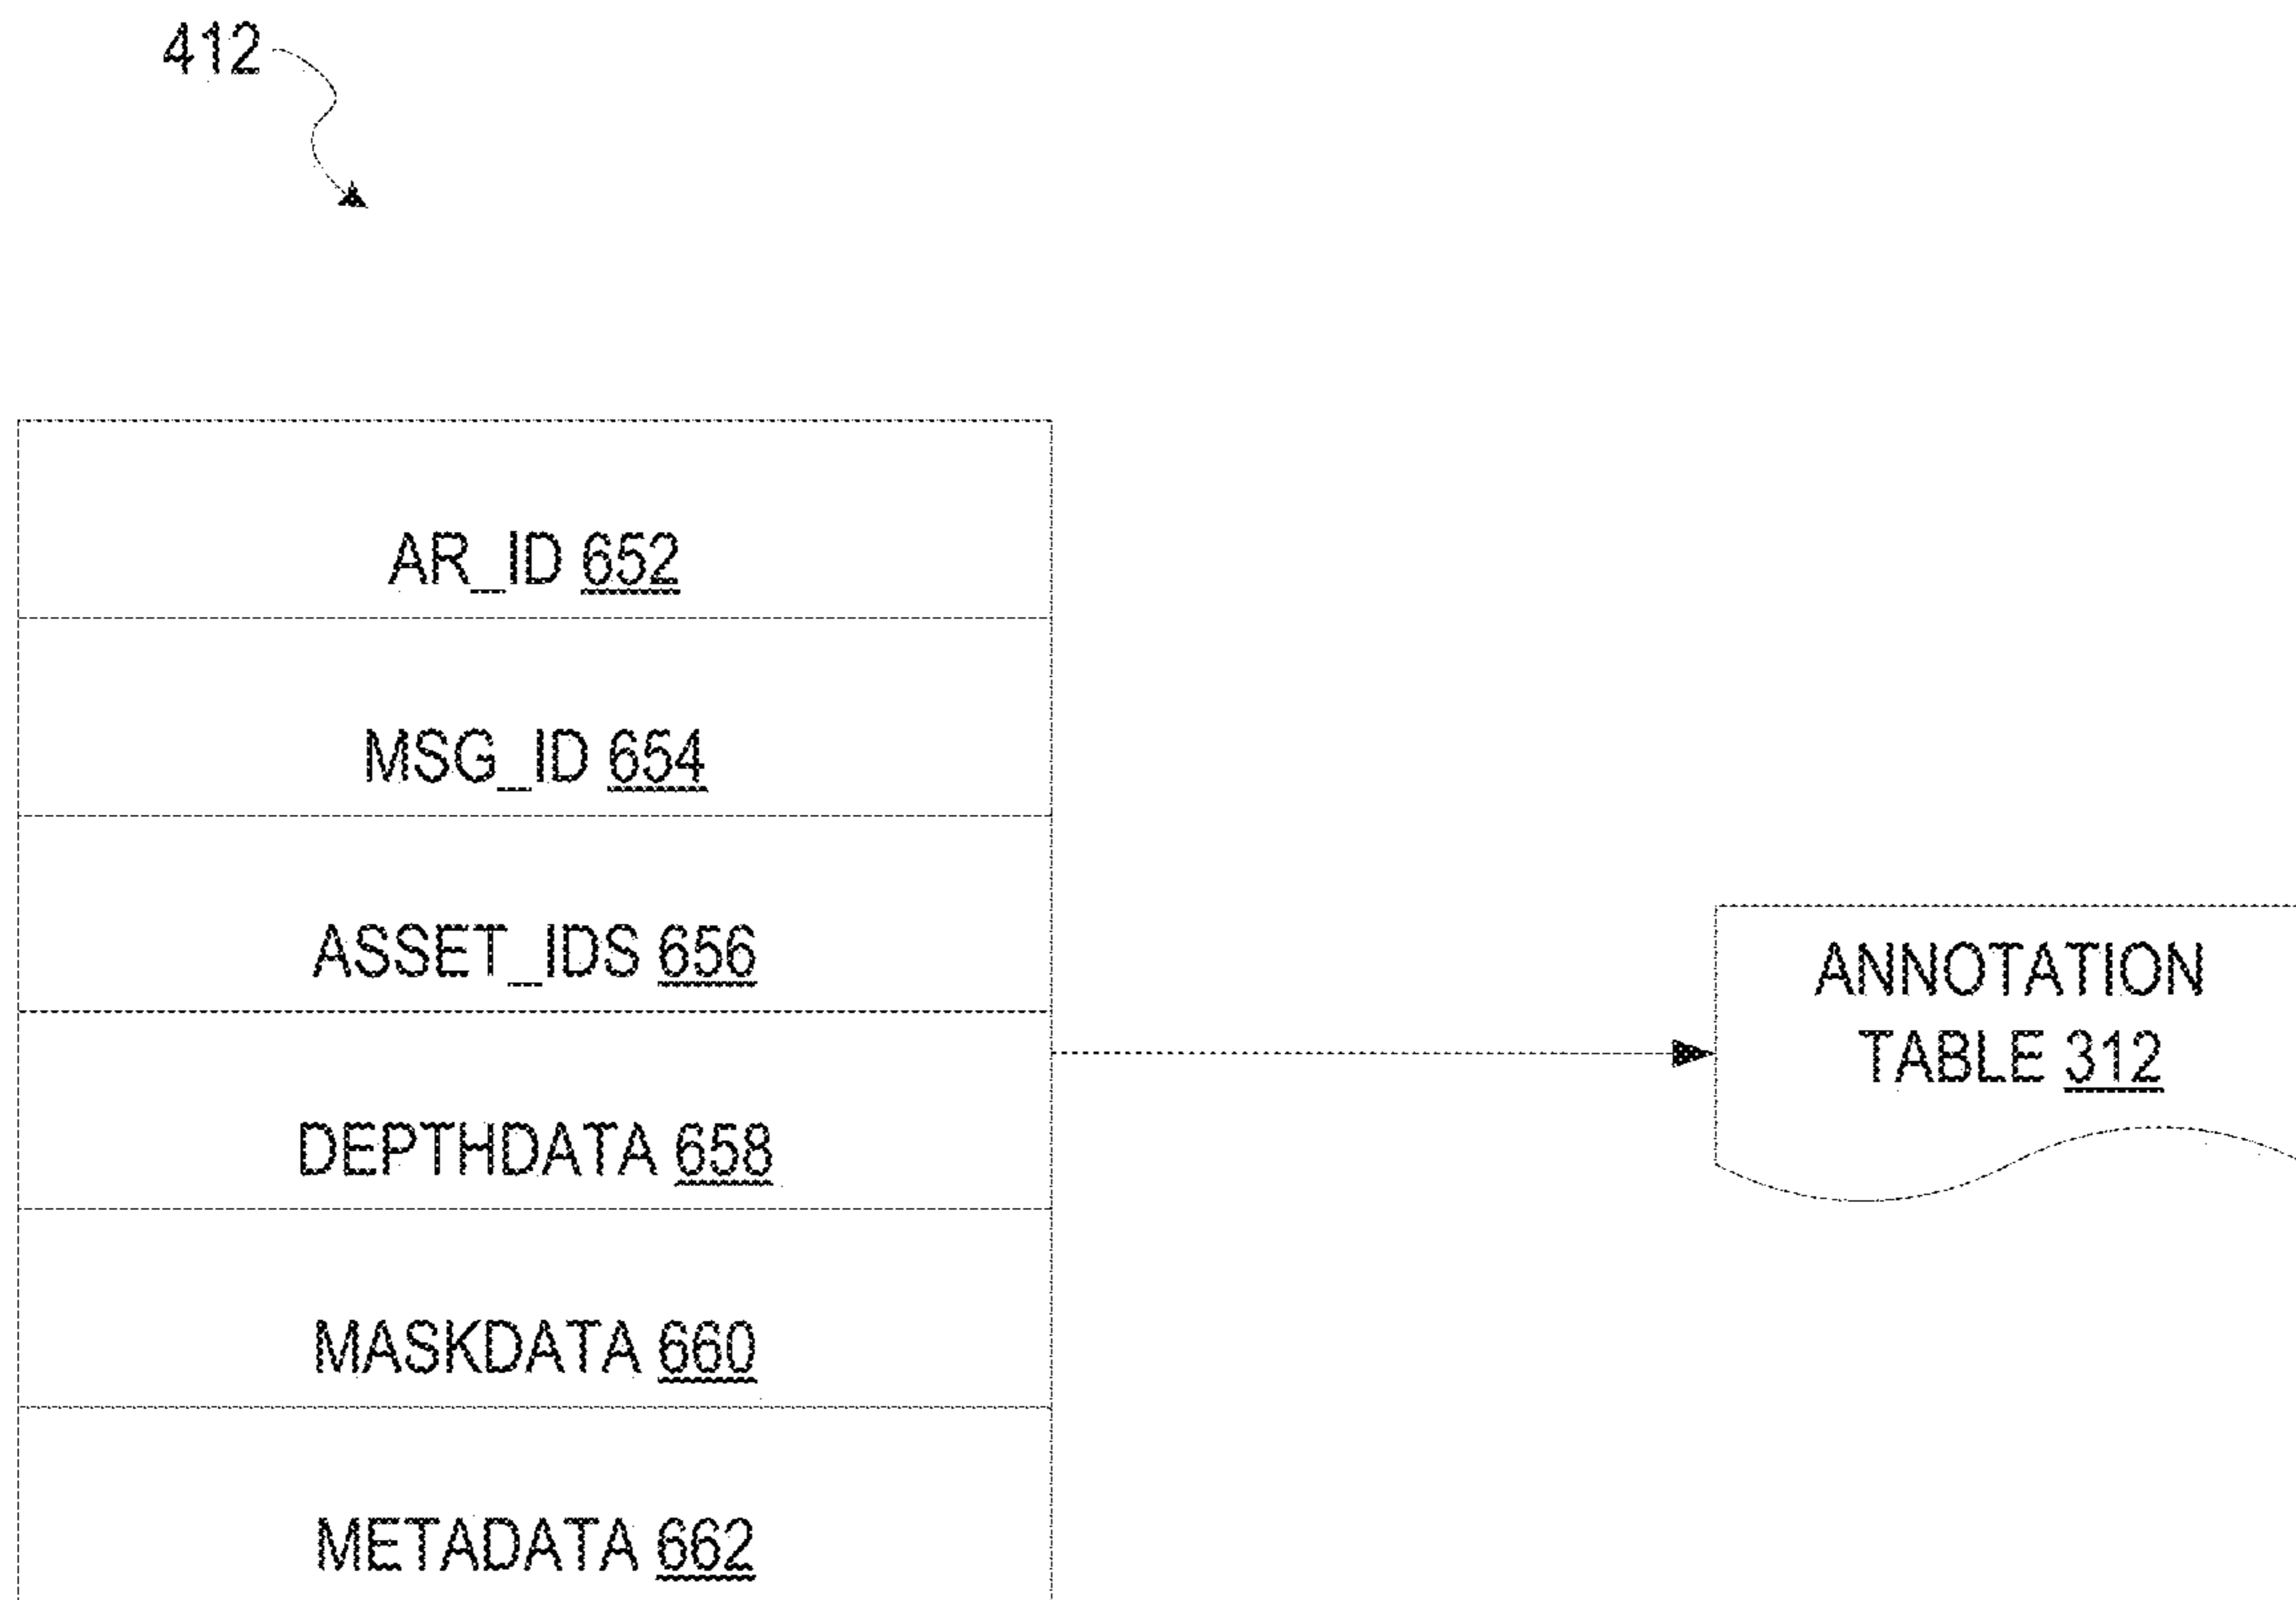 412
AR_ID 652
MSG_ID 654
ASSET_IDS 656
ANNOTATION
TABLE 312
DEPTHDATA 658
MASKDATA 660
METADATA 662